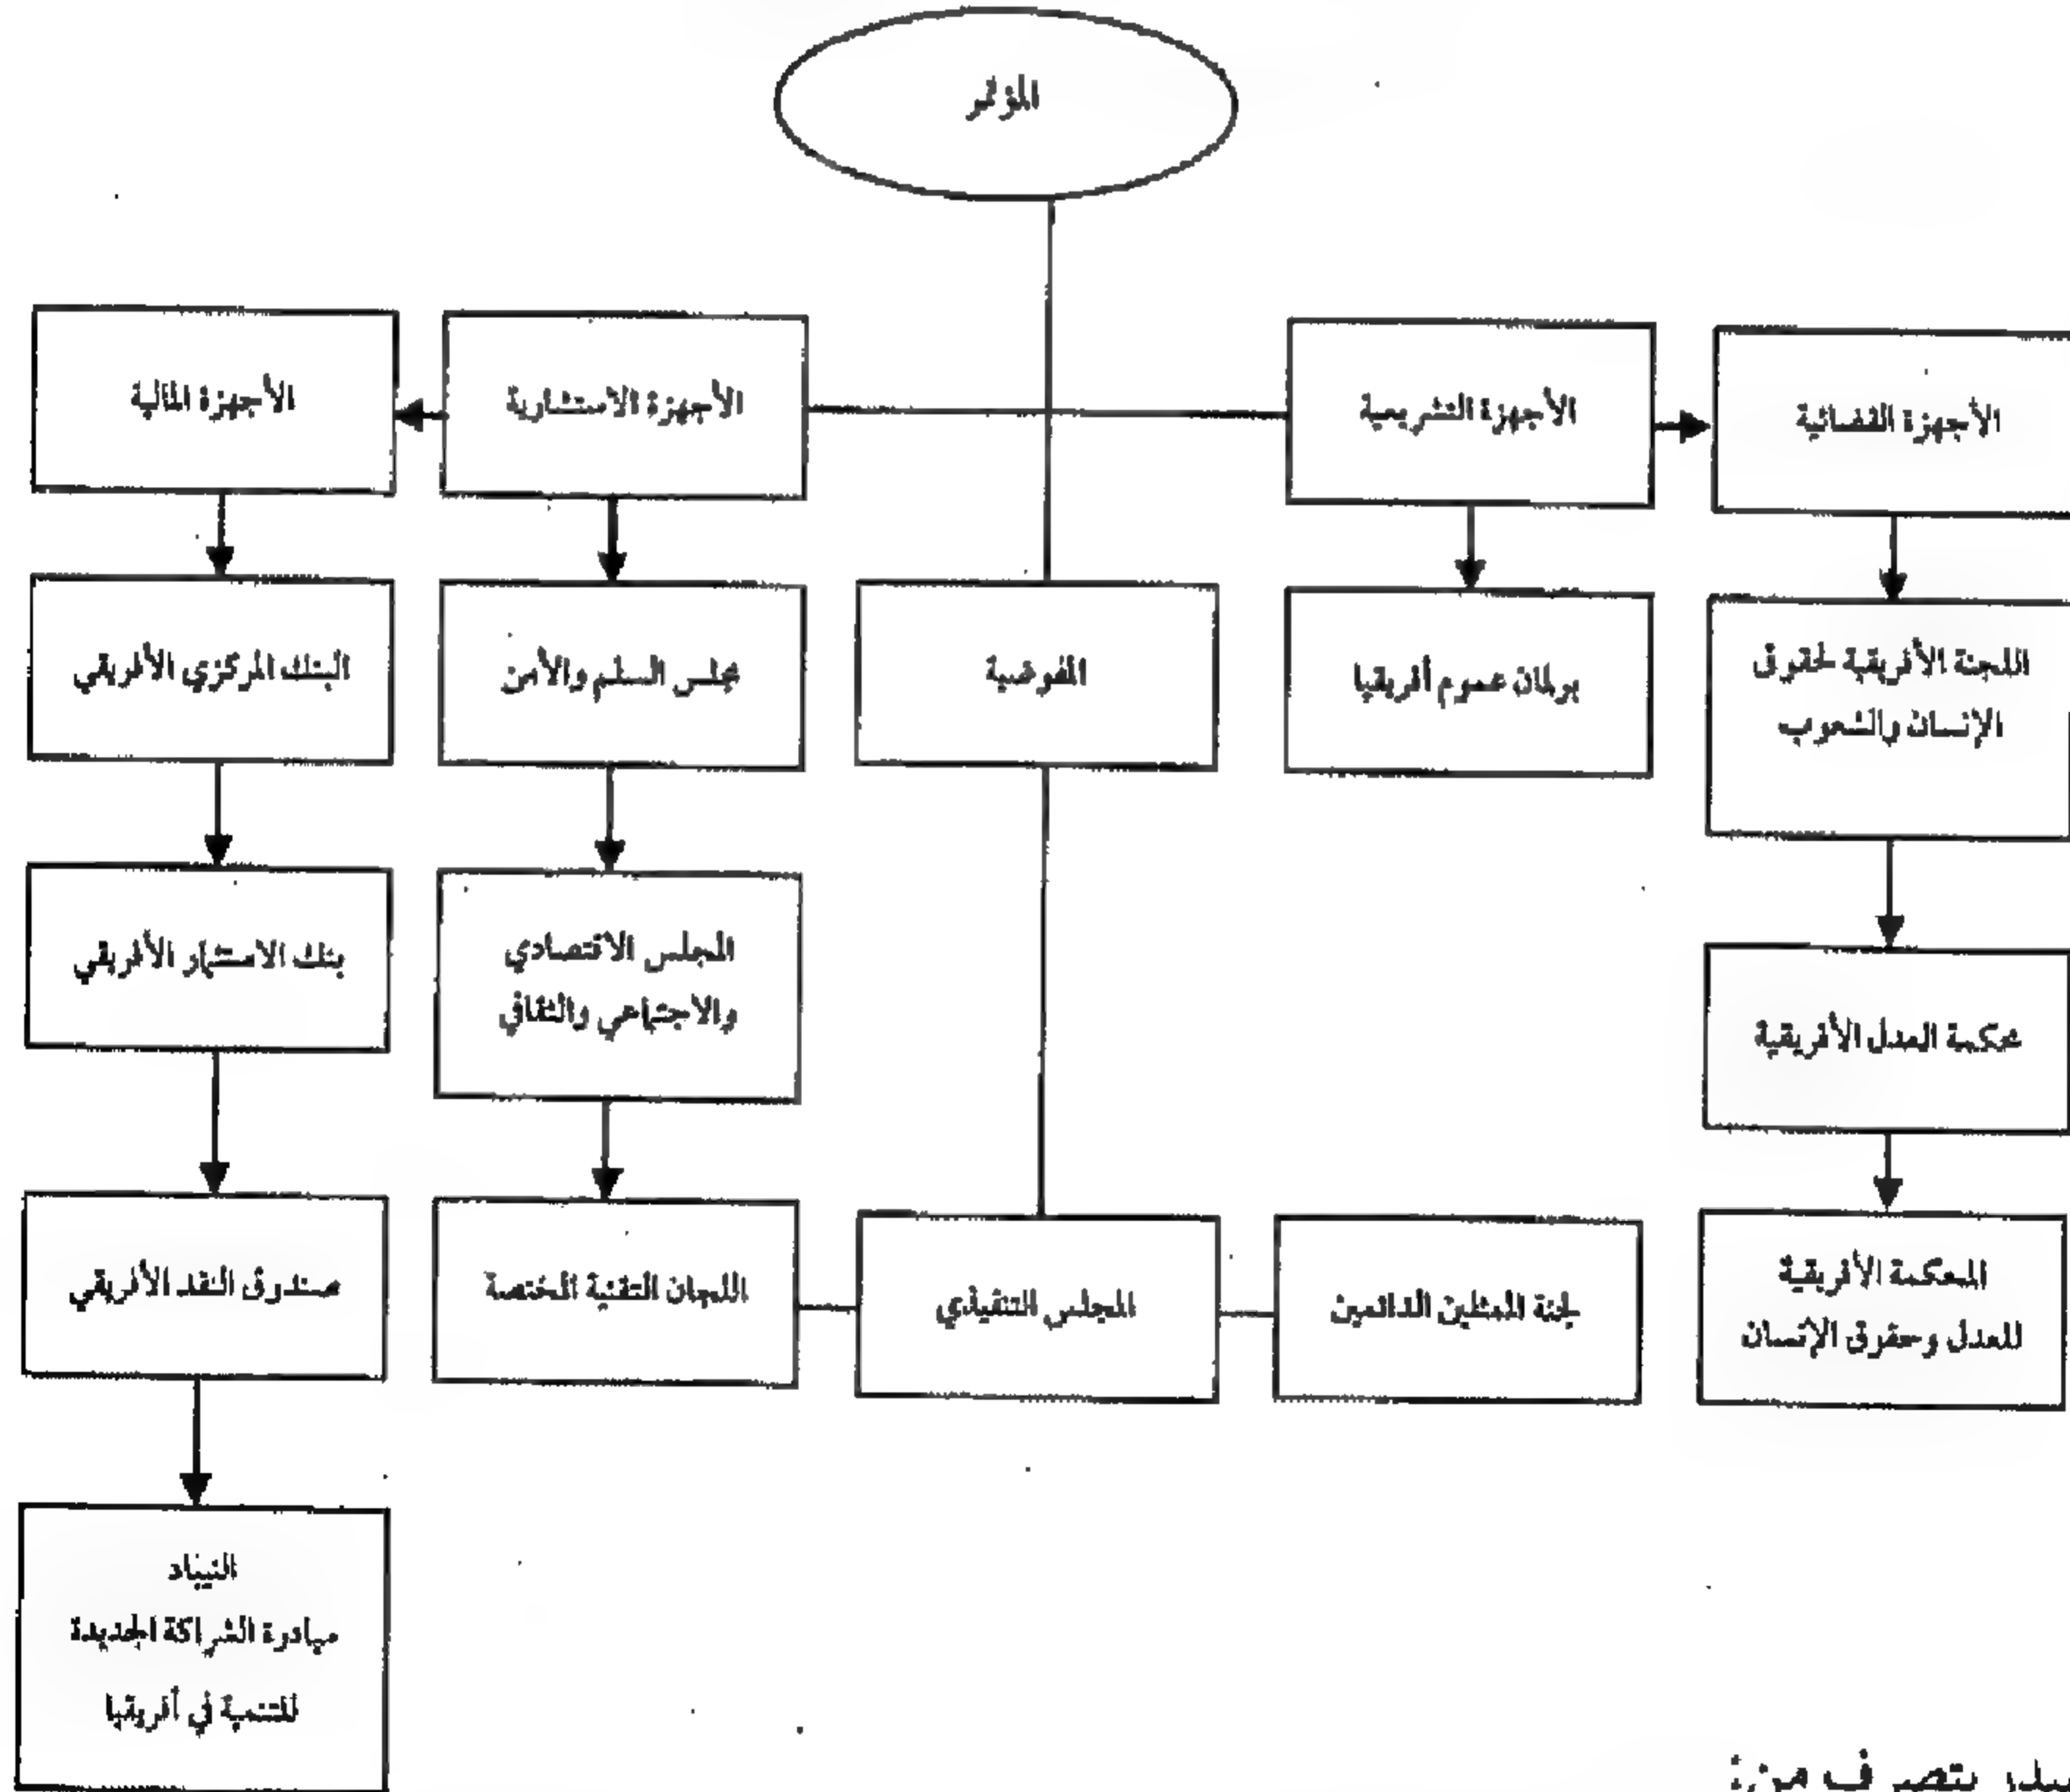 المؤتمر
الأجهزة القضائية
الأجهزة التشريعية
الأجهزة الاستشارية
الأجهزة المالية
اللجنة الأفريقية لحقوق
الإنسان والشعوب
برلمان عموم أفريقيا
المفوضية
مجلس السلم والأمن
البنك المركزي الأفريقي
محكمة العدل الأفريقية
المجلس الاقتصادي
والاجتماعي والثقافي
بنك الاستثمار الأفريقي
المحكمة الأفريقية
للعدل وحقوق الإنسان
لجنة الممثلين الدائمين
المجلس التنفيذي
اللجان التقنية المختصة
صندوق النقد الأفريقي
النيباد
مبادرة الشراكة الجديدة
للتنمية في أفريقيا
بتصرف من: